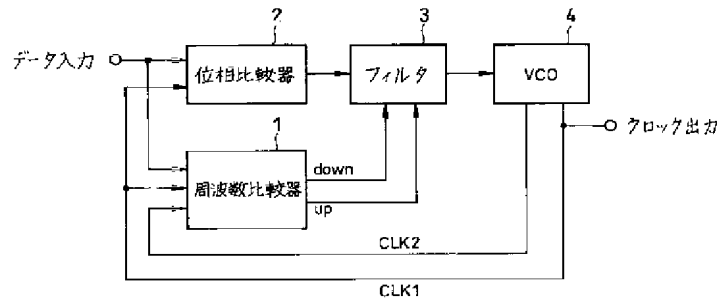 2
3
4
データ入力
位相比較器
フィルタ
VCO
クロック出力
1
周波数比較器
down
up
CLK2
CLK1